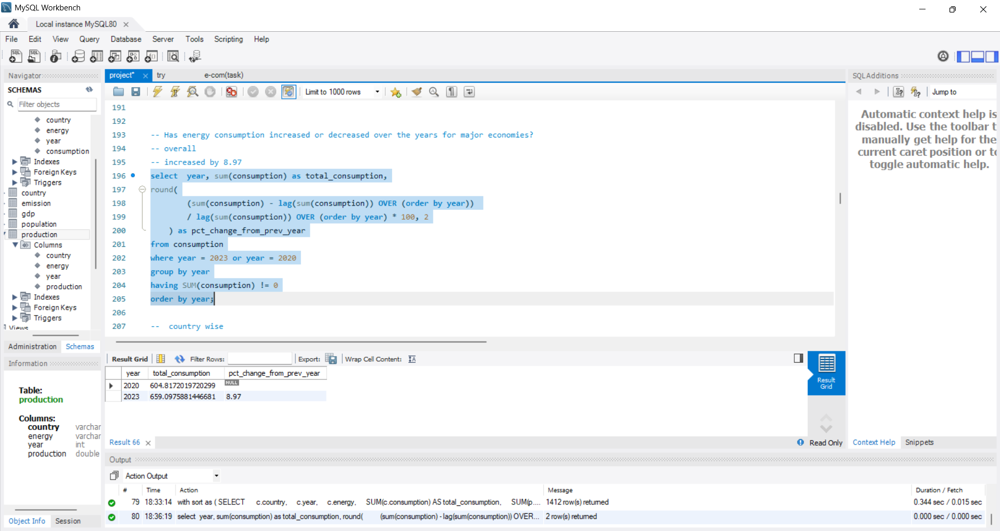 MySQL Workbench
Local instance MySQL80
File Edit View Query Database Server Tools Scripting Help
Navigator
SCHEMAS
Filter objects
country
energy
year
consumption
Indexes
Foreign Keys
Triggers
country
emission
gdp
population
production
Columns
country
energy
year
production
Indexes
Foreign Keys
Triggers
Views
Administration Schemas
Information
Table:
production
Columns:
country varchar
energy varchar
year int
production double
Object Info Session
project* try e-com(task)
Limit to 1000 rows
191
192
193 -- Has energy consumption increased or decreased over the years for major economies?
194 -- overall
195 -- increased by 8.97
196 select  year, sum(consumption) as total_consumption,
197 round(
198 (sum(consumption) - lag(sum(consumption)) OVER (order by year))
199 / lag(sum(consumption)) OVER (order by year) * 100, 2
200 ) as pct_change_from_prev_year
201 from consumption
202 where year = 2023 or year = 2020
203 group by year
204 having SUM(consumption) != 0
205 order by year;
206
207 --  country wise
Result Grid Filter Rows: Export: Wrap Cell Content:
year total_consumption pct_change_from_prev_year
2020 604.8172019720299 NULL
2023 659.0975881446681 8.97
Result Grid
Result 66
Read Only
SQLAdditions
Jump to
Automatic context help is
disabled. Use the toolbar t
manually get help for the
current caret position or to
toggle automatic help.
Context Help Snippets
Output
Action Output
# Time Action Message Duration / Fetch
79 18:33:14 with sort as ( SELECT c.country, c.year, c.energy, SUM(c.consumption) AS total_consumption, SUM(p.... 1412 row(s) returned 0.344 sec / 0.015 sec
80 18:36:19 select year, sum(consumption) as total_consumption, round( (sum(consumption) - lag(sum(consumption)) OVER... 2 row(s) returned 0.000 sec / 0.000 sec